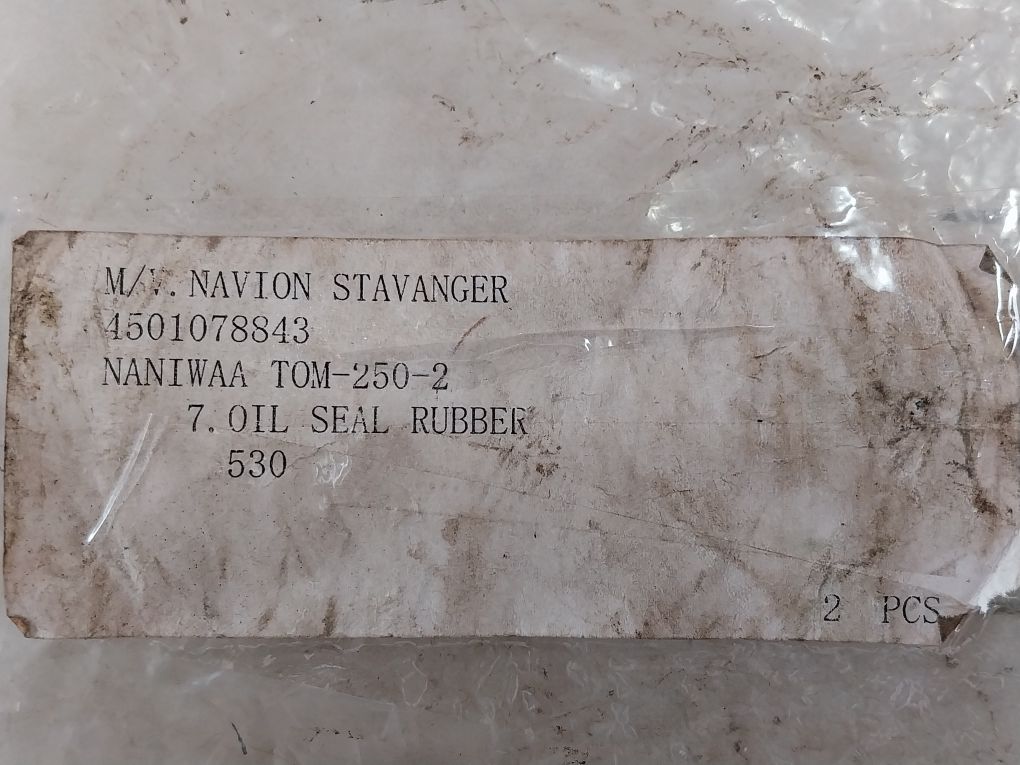 M/V. NAVION STAVANGER
4501078843
NANIWAA TOM-250-2
7. OIL SEAL RUBBER
530
2 PCS